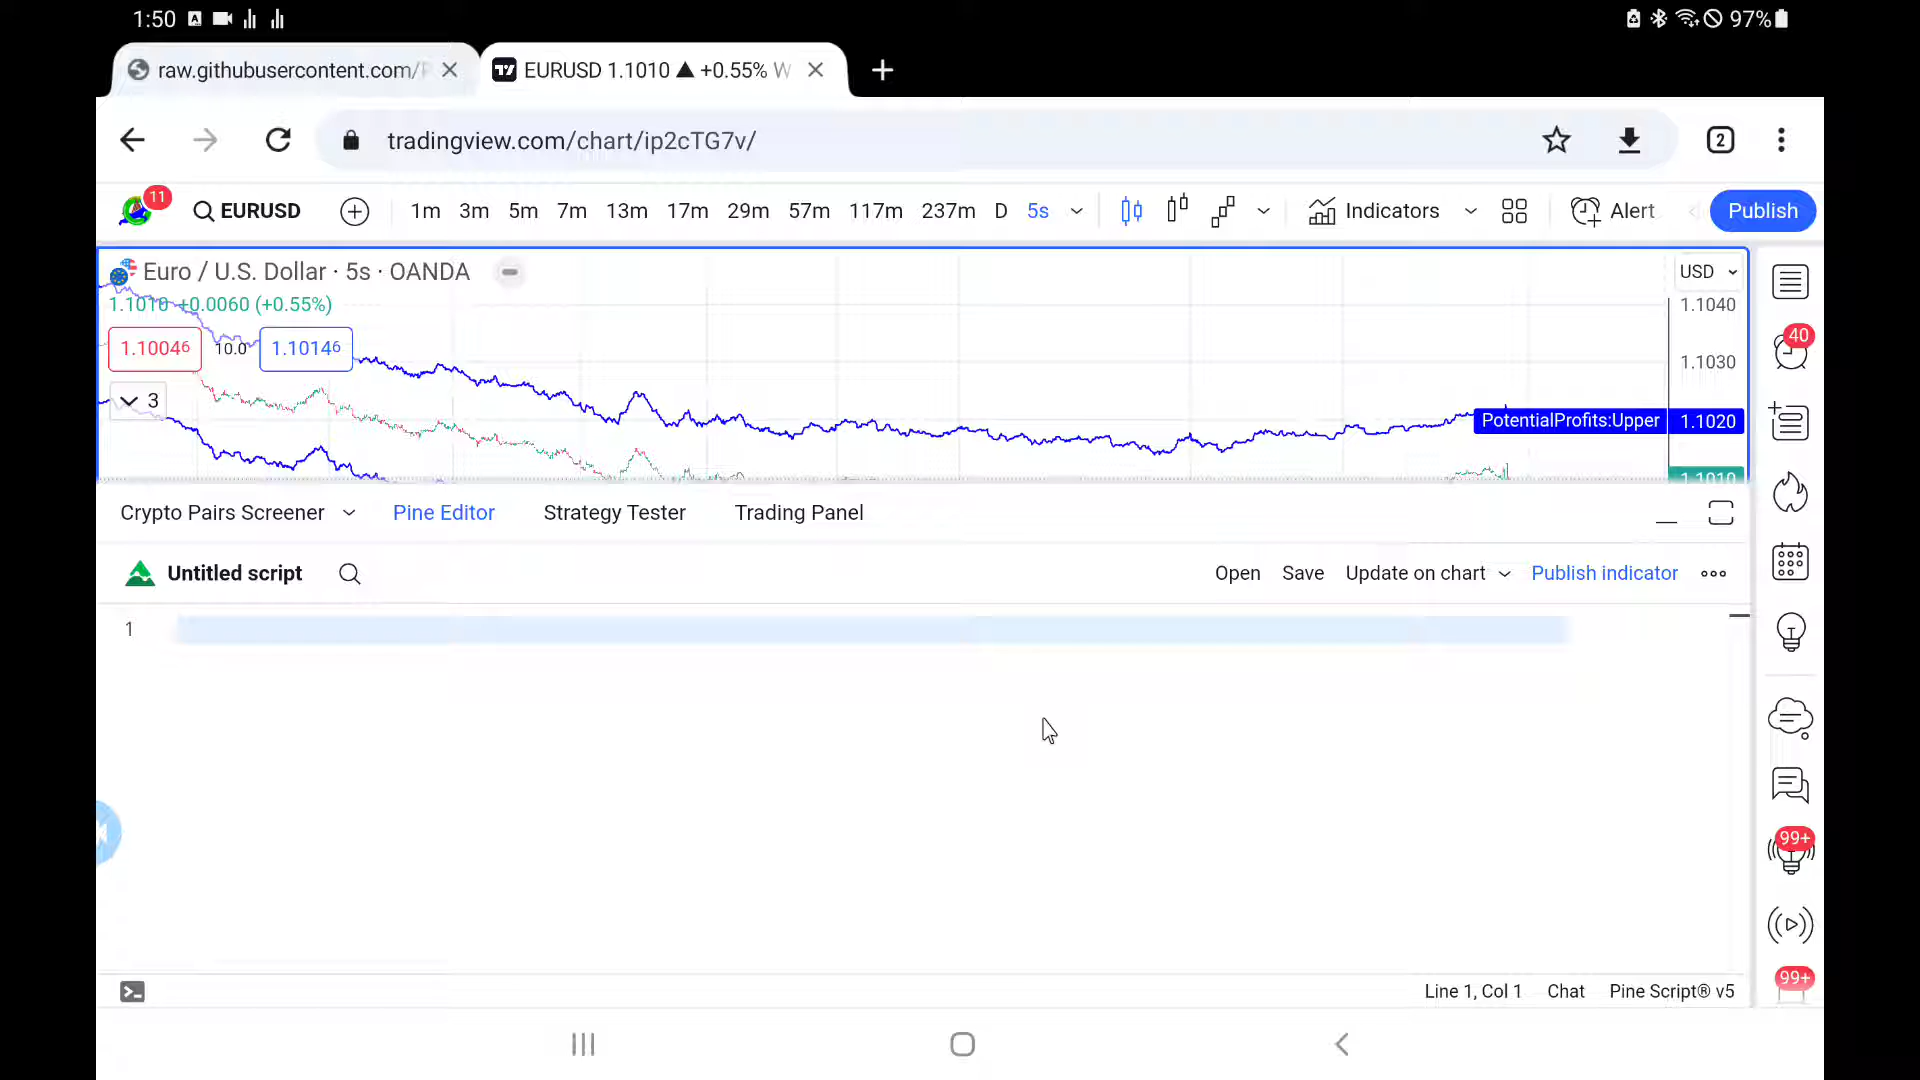 1:50
97%
raw.githubusercontent.com/
EURUSD 1.1010 ▲ +0.55% W
tradingview.com/chart/ip2cTG7v/
2
11
EURUSD
1m 3m 5m 7m 13m 17m 29m 57m 117m 237m D 5s
Indicators
Alert
Publish
Euro / U.S. Dollar · 5s · OANDA
USD
1.1010 +0.0060 (+0.55%)
1.1040
40
1.10046 10.0 1.10146
1.1030
3
PotentialProfits:Upper 1.1020
1.1010
Crypto Pairs Screener
Pine Editor
Strategy Tester
Trading Panel
Untitled script
Open Save Update on chart Publish indicator
1
99+
99+
Line 1, Col 1 Chat Pine Script® v5